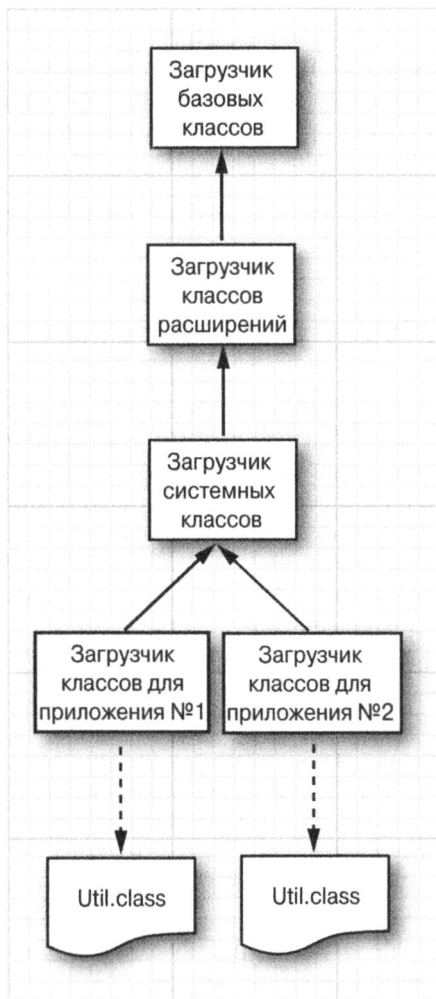 Загрузчик
базовых
классов
Загрузчик
классов
расширений
Загрузчик
системных
классов
Загрузчик
классов для
приложения №1
Загрузчик
классов для
приложения №2
Util.class
Util.class